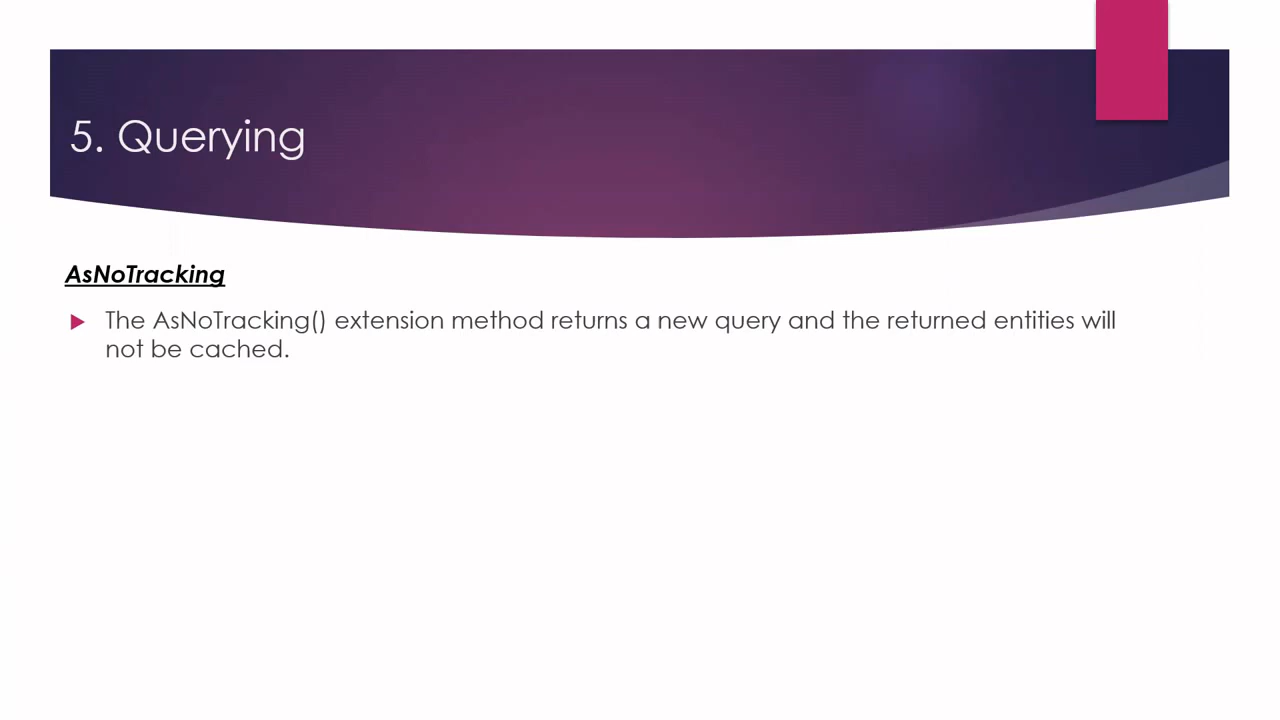 5. Querying
AsNoTracking
The AsNoTracking() extension method returns a new query and the returned entities will
not be cached.